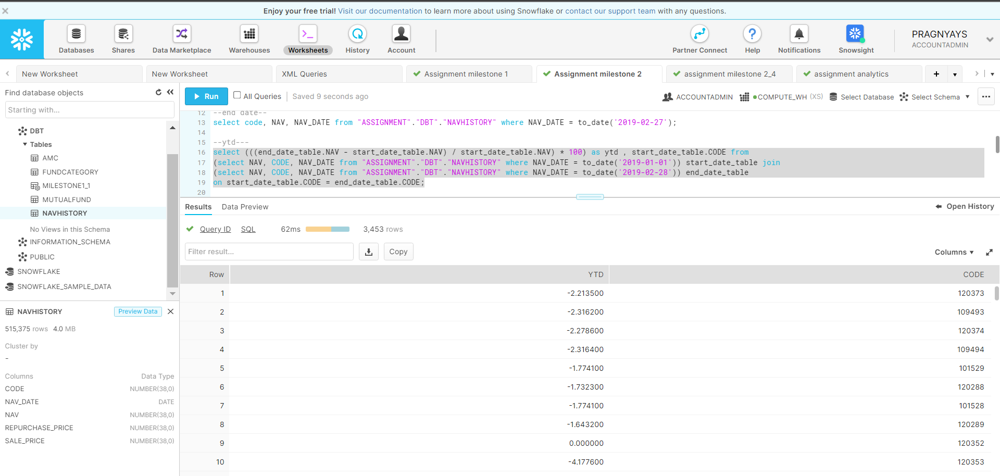 Enjoy your free trial! Visit our documentation to learn more about using Snowflake or contact our support team with any questions.
Databases
Shares
Data Marketplace
Warehouses
Worksheets
History
Account
Partner Connect
Help
Notifications
Snowsight
PRAGNYAYS
ACCOUNTADMIN
New Worksheet
New Worksheet
XML Queries
Assignment milestone 1
Assignment milestone 2
assignment milestone 2_4
assignment analytics
Find database objects
Starting with...
DBT
Tables
AMC
FUNDCATEGORY
MILESTONE1_1
MUTUALFUND
NAVHISTORY
No Views in this Schema
INFORMATION_SCHEMA
PUBLIC
SNOWFLAKE
SNOWFLAKE_SAMPLE_DATA
NAVHISTORY Preview Data
515,375 rows 4.0 MB
Cluster by
-
Columns Data Type
CODE NUMBER(38,0)
NAV_DATE DATE
NAV NUMBER(38,0)
REPURCHASE_PRICE NUMBER(38,0)
SALE_PRICE NUMBER(38,0)
Run All Queries Saved 9 seconds ago
ACCOUNTADMIN COMPUTE_WH (XS) Select Database Select Schema
12 --end date--
13 select code, NAV, NAV_DATE from "ASSIGNMENT"."DBT"."NAVHISTORY" where NAV_DATE = to_date('2019-02-27');
14
15 --ytd---
16 select (((end_date_table.NAV - start_date_table.NAV) / start_date_table.NAV) * 100) as ytd , start_date_table.CODE from
17 (select NAV, CODE, NAV_DATE from "ASSIGNMENT"."DBT"."NAVHISTORY" where NAV_DATE = to_date('2019-01-01')) start_date_table join
18 (select NAV, CODE, NAV_DATE from "ASSIGNMENT"."DBT"."NAVHISTORY" where NAV_DATE = to_date('2019-02-28')) end_date_table
19 on start_date_table.CODE = end_date_table.CODE;
20
Results Data Preview
Open History
Query ID SQL 62ms 3,453 rows
Filter result... Copy
Columns
Row YTD CODE
1 -2.213500 120373
2 -2.316200 109493
3 -2.278600 120374
4 -2.316400 109494
5 -1.774100 101529
6 -1.732300 120288
7 -1.774100 101528
8 -1.643200 120289
9 0.000000 120352
10 -4.177600 120353